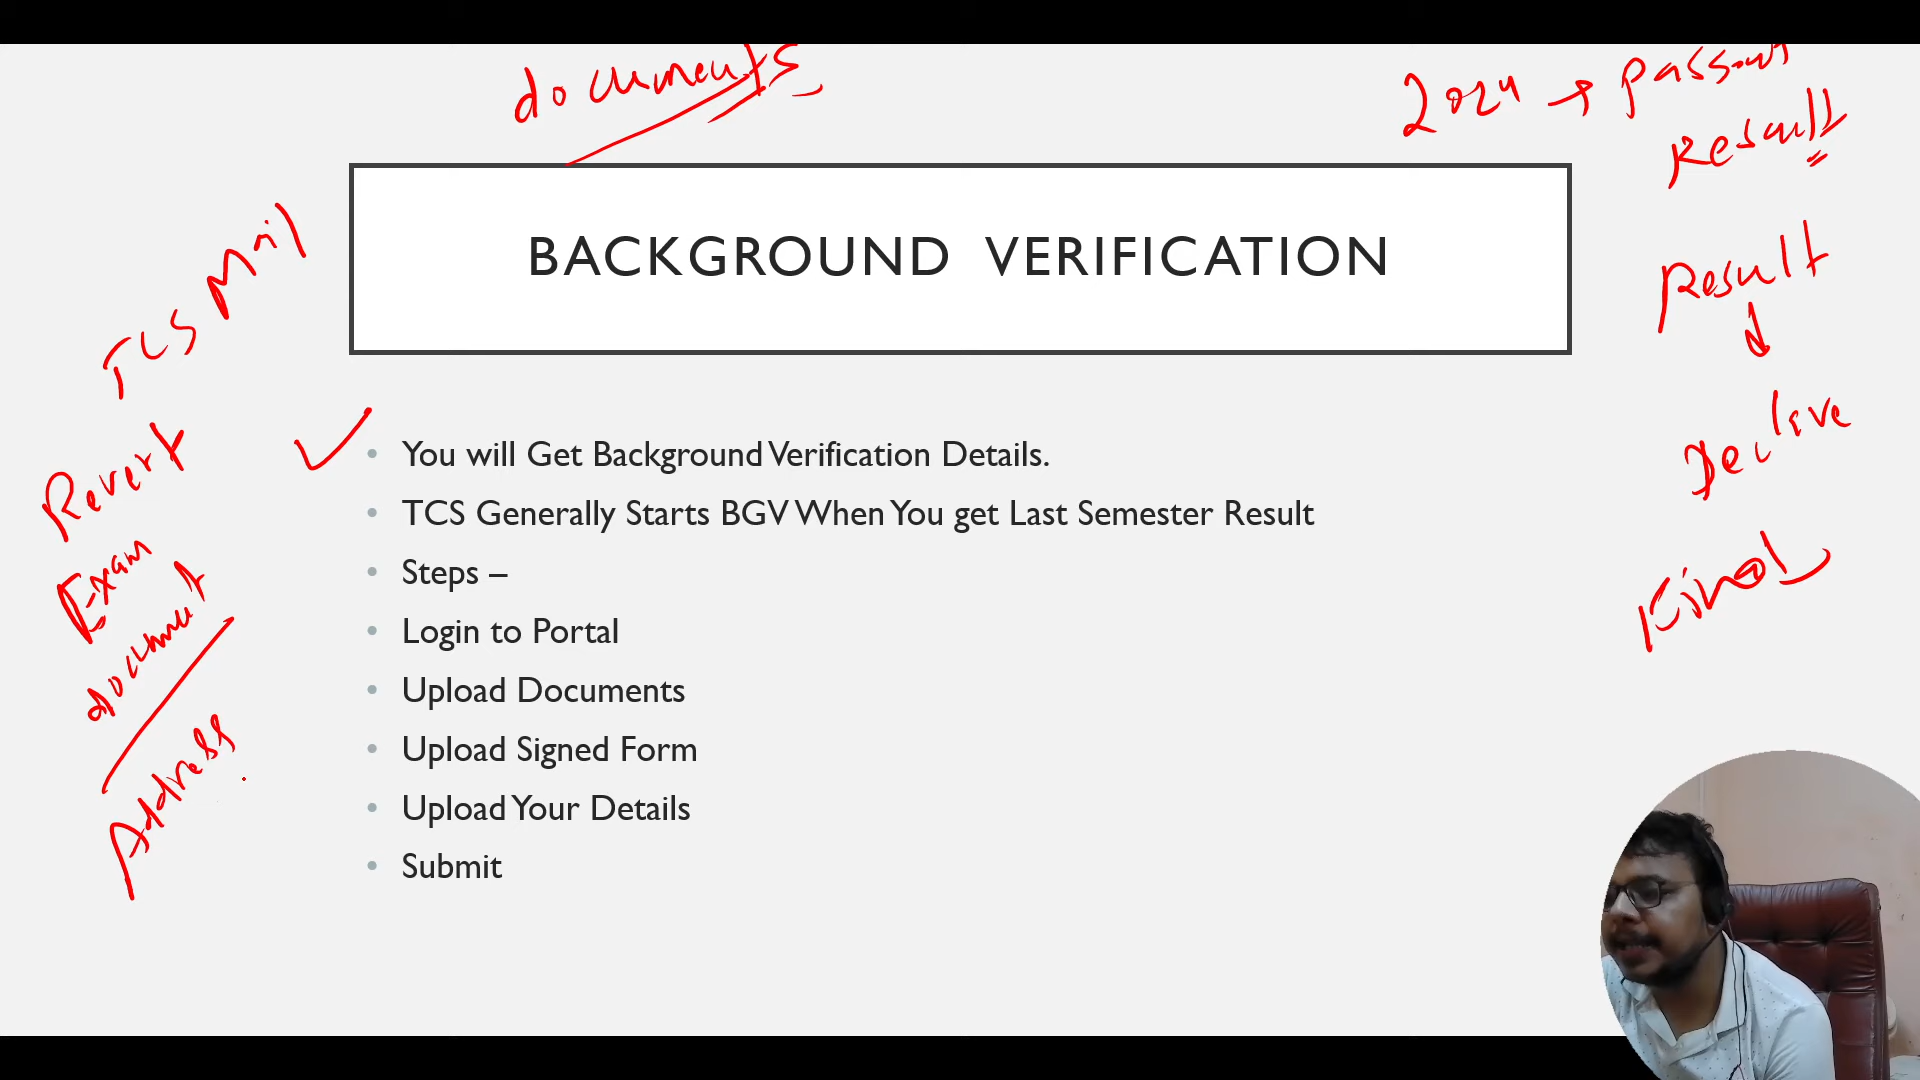 documents
2024 → Passout
Result
BACKGROUND VERIFICATION
TCS Mail
Result
Revert
Declare
Exam
document
Final
Address
• You will Get Background Verification Details.
• TCS Generally Starts BGV When You get Last Semester Result
• Steps –
• Login to Portal
• Upload Documents
• Upload Signed Form
• Upload Your Details
• Submit